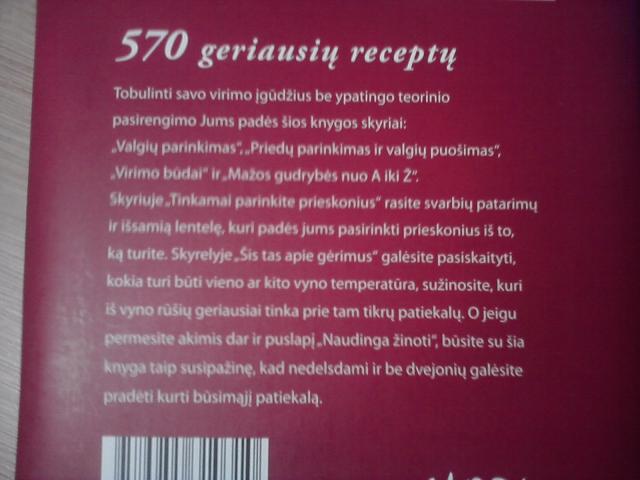 570 geriausių receptų
Tobulinti savo virimo įgūdžius be ypatingo teorinio
pasirengimo Jums padės šios knygos skyriai:
„Valgių parinkimas“, „Priedų parinkimas ir valgių puošimas“,
„Virimo būdai“ ir „Mažos gudrybės nuo A iki Ž“.
Skyriuje „Tinkamai parinkite prieskonius“ rasite svarbių patarimų
ir išsamią lentelę, kuri padės jums pasirinkti prieskonius iš to,
ką turite. Skyrelyje „Šis tas apie gėrimus“ galėsite pasiskaityti,
kokia turi būti vieno ar kito vyno temperatūra, sužinosite, kuri
iš vyno rūšių geriausiai tinka prie tam tikrų patiekalų. O jeigu
permesite akimis dar ir puslapį „Naudinga žinoti“, būsite su šia
knyga taip susipažinę, kad nedelsdami ir be dvejonių galėsite
pradėti kurti būsimąjį patiekalą.